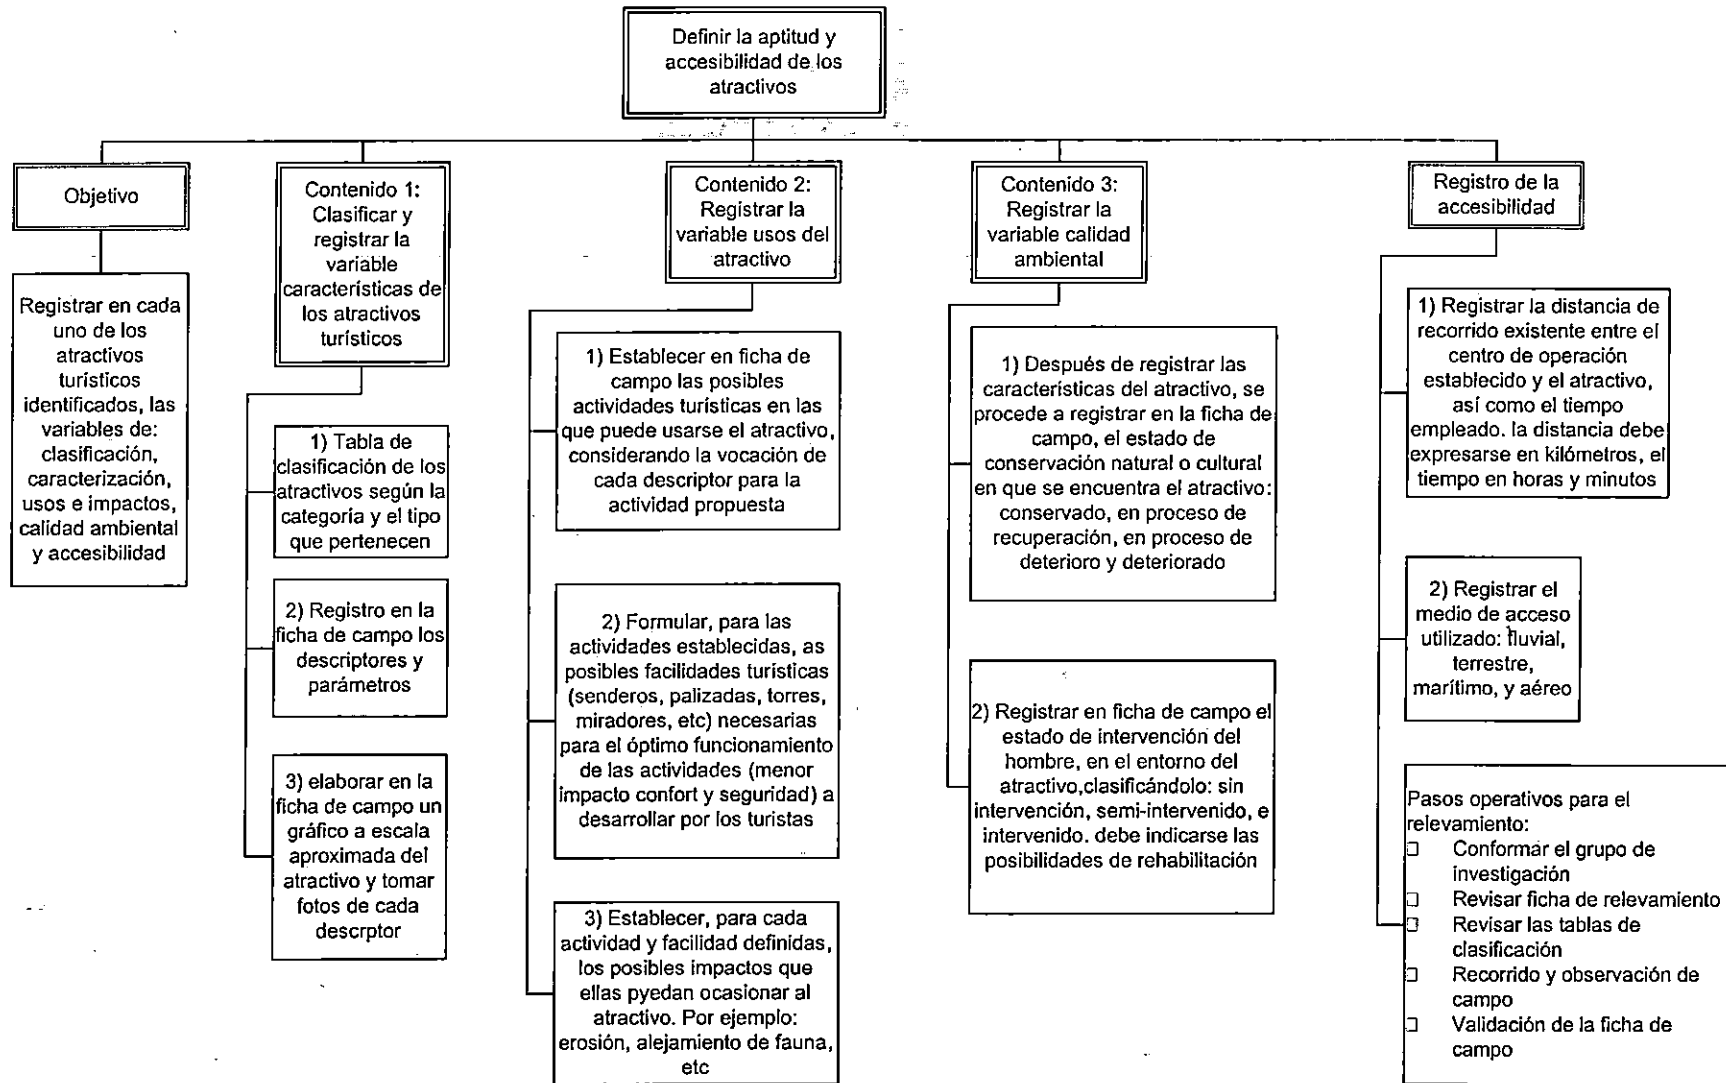 Definir la aptitud y
accesibilidad de los
atractivos
Objetivo
Registrar en cada
uno de los
atractivos
turísticos
identificados, las
variables de:
clasificación,
caracterización,
usos e impactos,
calidad ambiental
y accesibilidad
Contenido 1:
Clasificar y
registrar la
variable
características de
los atractivos
turísticos
1) Tabla de
clasificación de los
atractivos según la
categoría y el tipo
que pertenecen
2) Registro en la
ficha de campo los
descriptores y
parámetros
3) elaborar en la
ficha de campo un
gráfico a escala
aproximada del
atractivo y tomar
fotos de cada
descrptor
Contenido 2:
Registrar la
variable usos del
atractivo
1) Establecer en ficha de
campo las posibles
actividades turísticas en las
que puede usarse el atractivo,
considerando la vocación de
cada descriptor para la
actividad propuesta
2) Formular, para las
actividades establecidas, as
posibles facilidades turísticas
(senderos, palizadas, torres,
miradores, etc) necesarias
para el óptimo funcionamiento
de las actividades (menor
impacto confort y seguridad) a
desarrollar por los turistas
3) Establecer, para cada
actividad y facilidad definidas,
los posibles impactos que
ellas pyedan ocasionar al
atractivo. Por ejemplo:
erosión, alejamiento de fauna,
etc
Contenido 3:
Registrar la
variable calidad
ambiental
1) Después de registrar las
características del atractivo, se
procede a registrar en la ficha de
campo, el estado de
conservación natural o cultural
en que se encuentra el atractivo:
conservado, en proceso de
recuperación, en proceso de
deterioro y deteriorado
2) Registrar en ficha de campo el
estado de intervención del
hombre, en el entorno del
atractivo,clasificándolo: sin
intervención, semi-intervenido, e
intervenido. debe indicarse las
posibilidades de rehabilitación
Registro de la
accesibilidad
1) Registrar la distancia de
recorrido existente entre el
centro de operación
establecido y el atractivo,
así como el tiempo
empleado. la distancia debe
expresarse en kilómetros, el
tiempo en horas y minutos
2) Registrar el
medio de acceso
utilizado: fluvial,
terrestre,
marítimo, y aéreo
Pasos operativos para el
relevamiento:
Conformar el grupo de
investigación
Revisar ficha de relevamiento
Revisar las tablas de
clasificación
Recorrido y observación de
campo
Validación de la ficha de
campo